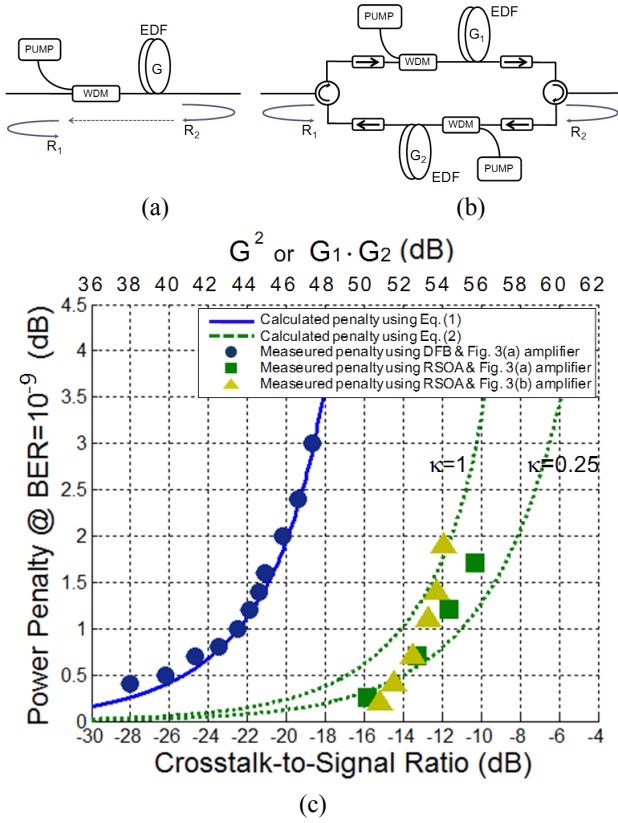 EDF
PUMP
G
WDM
R1
R2
(a)
PUMP
EDF
G1
WDM
R1
R2
G2
WDM
EDF
PUMP
(b)
G² or G1·G2 (dB)
36 38 40 42 44 46 48 50 52 54 56 58 60 62
Calculated penalty using Eq.(1)
Calculated penalty using Eq.(2)
Measeured penalty using DFB & Fig. 3(a) amplifier
Measeured penalty using RSOA & Fig. 3(a) amplifier
Measeured penalty using RSOA & Fig. 3(b) amplifier
κ=1
κ=0.25
Power Penalty @ BER=10⁻⁹ (dB)
4.5
4
3.5
3
2.5
2
1.5
1
0.5
0
-30 -28 -26 -24 -22 -20 -18 -16 -14 -12 -10 -8 -6 -4
Crosstalk-to-Signal Ratio (dB)
(c)